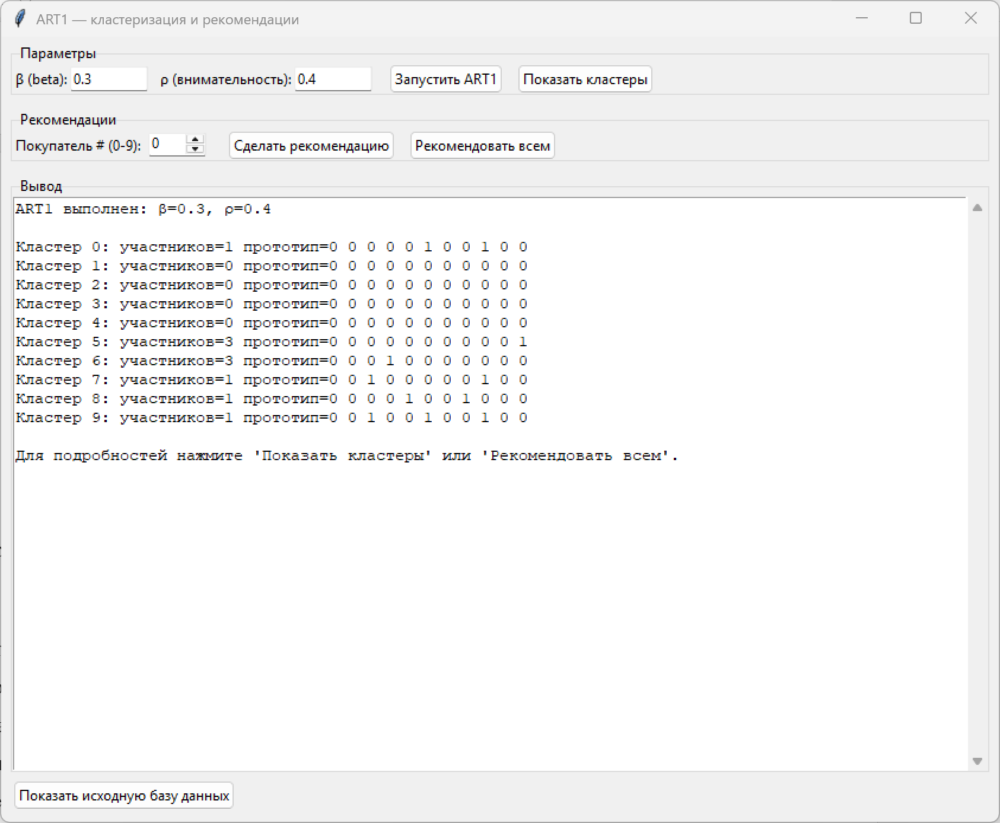 ART1 — кластеризация и рекомендации
Параметры
β (beta): 0.3 ρ (внимательность): 0.4 Запустить ART1 Показать кластеры
Рекомендации
Покупатель # (0-9): 0 Сделать рекомендацию Рекомендовать всем
Вывод
ART1 выполнен: β=0.3, ρ=0.4
Кластер 0: участников=1 прототип=0 0 0 0 0 1 0 0 1 0 0
Кластер 1: участников=0 прототип=0 0 0 0 0 0 0 0 0 0 0
Кластер 2: участников=0 прототип=0 0 0 0 0 0 0 0 0 0 0
Кластер 3: участников=0 прототип=0 0 0 0 0 0 0 0 0 0 0
Кластер 4: участников=0 прототип=0 0 0 0 0 0 0 0 0 0 0
Кластер 5: участников=3 прототип=0 0 0 0 0 0 0 0 0 0 1
Кластер 6: участников=3 прототип=0 0 0 1 0 0 0 0 0 0 0
Кластер 7: участников=1 прототип=0 0 1 0 0 0 0 0 1 0 0
Кластер 8: участников=1 прототип=0 0 0 0 1 0 0 1 0 0 0
Кластер 9: участников=1 прототип=0 0 1 0 0 1 0 0 1 0 0
Для подробностей нажмите 'Показать кластеры' или 'Рекомендовать всем'.
Показать исходную базу данных